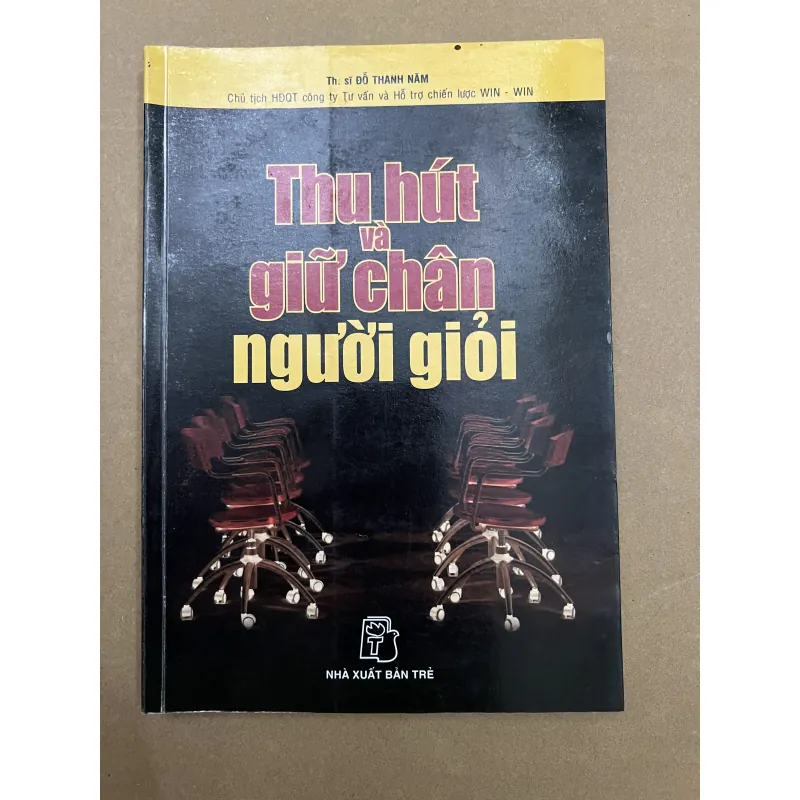 Th. sĩ ĐỖ THANH NĂM
Chủ tịch HĐQT công ty Tư vấn và Hỗ trợ chiến lược WIN - WIN
Thu hút
và
giữ chân
người giỏi
T
NHÀ XUẤT BẢN TRẺ